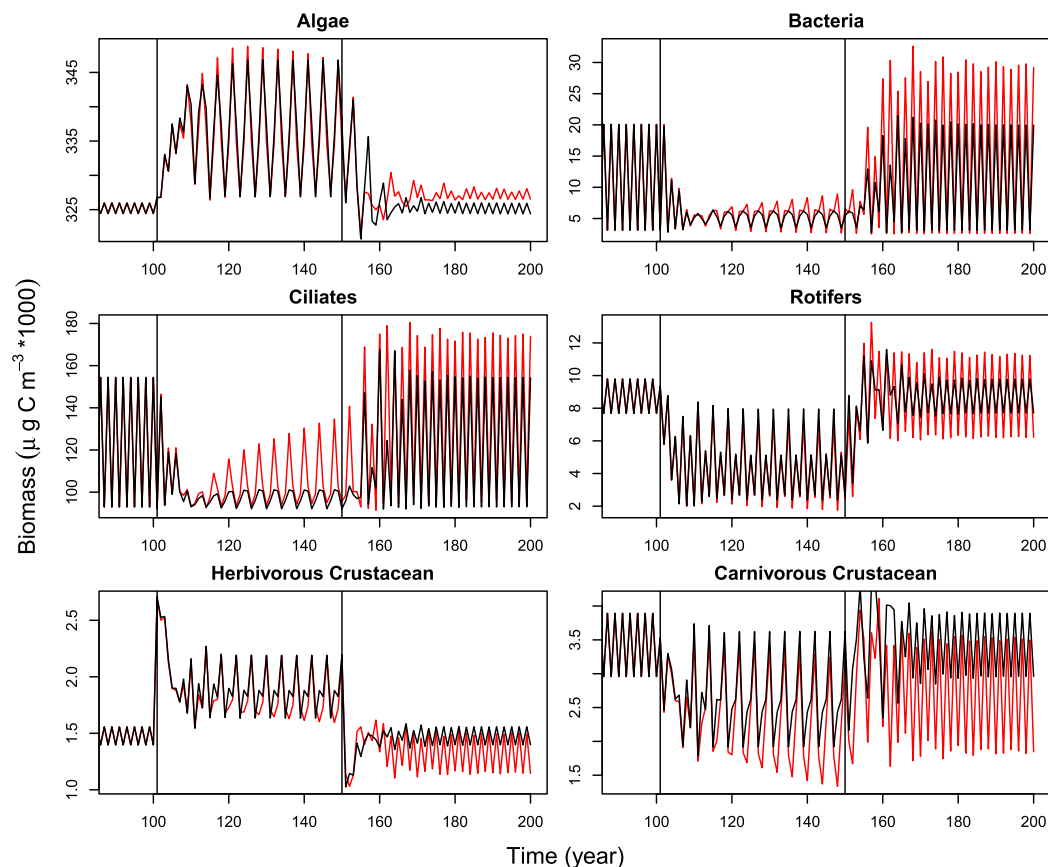 Algae
Bacteria
345
335
325
30
25
20
15
10
5
100 120 140 160 180 200
100 120 140 160 180 200
Ciliates
Rotifers
180
160
140
120
100
12
10
8
6
4
2
100 120 140 160 180 200
100 120 140 160 180 200
Herbivorous Crustacean
Carnivorous Crustacean
2.5
2.0
1.5
1.0
3.5
2.5
1.5
100 120 140 160 180 200
100 120 140 160 180 200
Biomass (μ g C m⁻³ *1000)
Time (year)